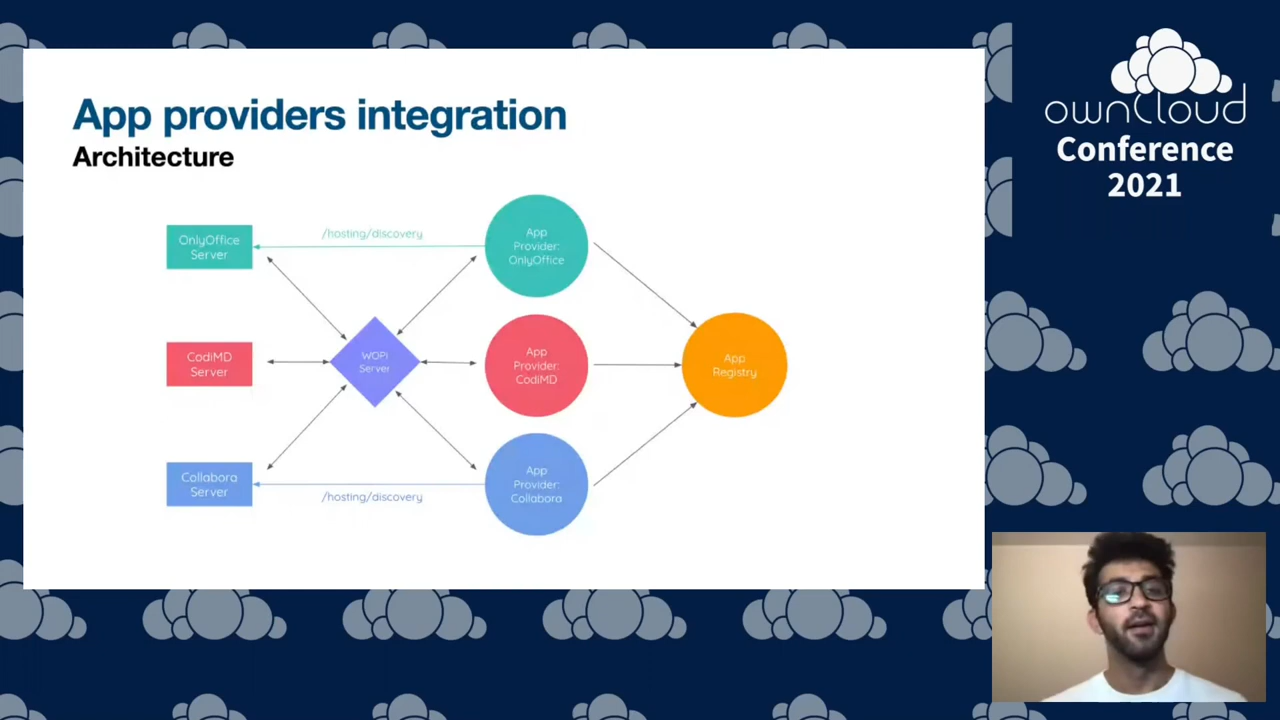 App providers integration
Architecture
OnlyOffice
Server
/hosting/discovery
App
Provider:
OnlyOffice
CodiMD
Server
WOPI
Server
App
Provider:
CodiMD
App
Registry
Collabora
Server
/hosting/discovery
App
Provider:
Collabora
ownCloud
Conference
2021